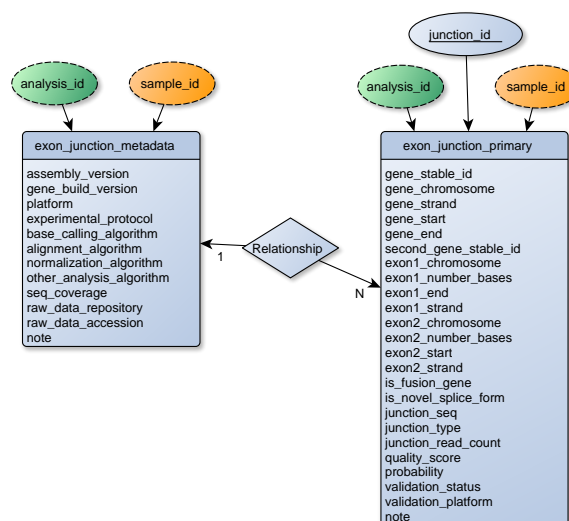 junction_id
analysis_id
sample_id
analysis_id
sample_id
exon_junction_metadata
assembly_version
gene_build_version
platform
experimental_protocol
base_calling_algorithm
alignment_algorithm
normalization_algorithm
other_analysis_algorithm
seq_coverage
raw_data_repository
raw_data_accession
note
1
Relationship
N
exon_junction_primary
gene_stable_id
gene_chromosome
gene_strand
gene_start
gene_end
second_gene_stable_id
exon1_chromosome
exon1_number_bases
exon1_end
exon1_strand
exon2_chromosome
exon2_number_bases
exon2_start
exon2_strand
is_fusion_gene
is_novel_splice_form
junction_seq
junction_type
junction_read_count
quality_score
probability
validation_status
validation_platform
note